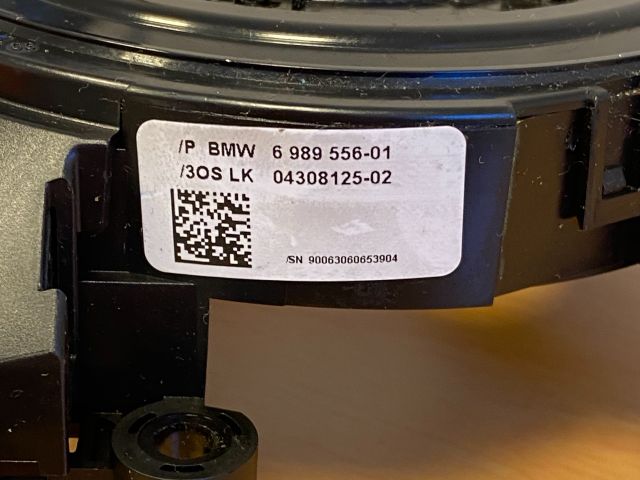 /P BMW 6 989 556-01
/3OS LK 04308125-02
/SN 90063060653904